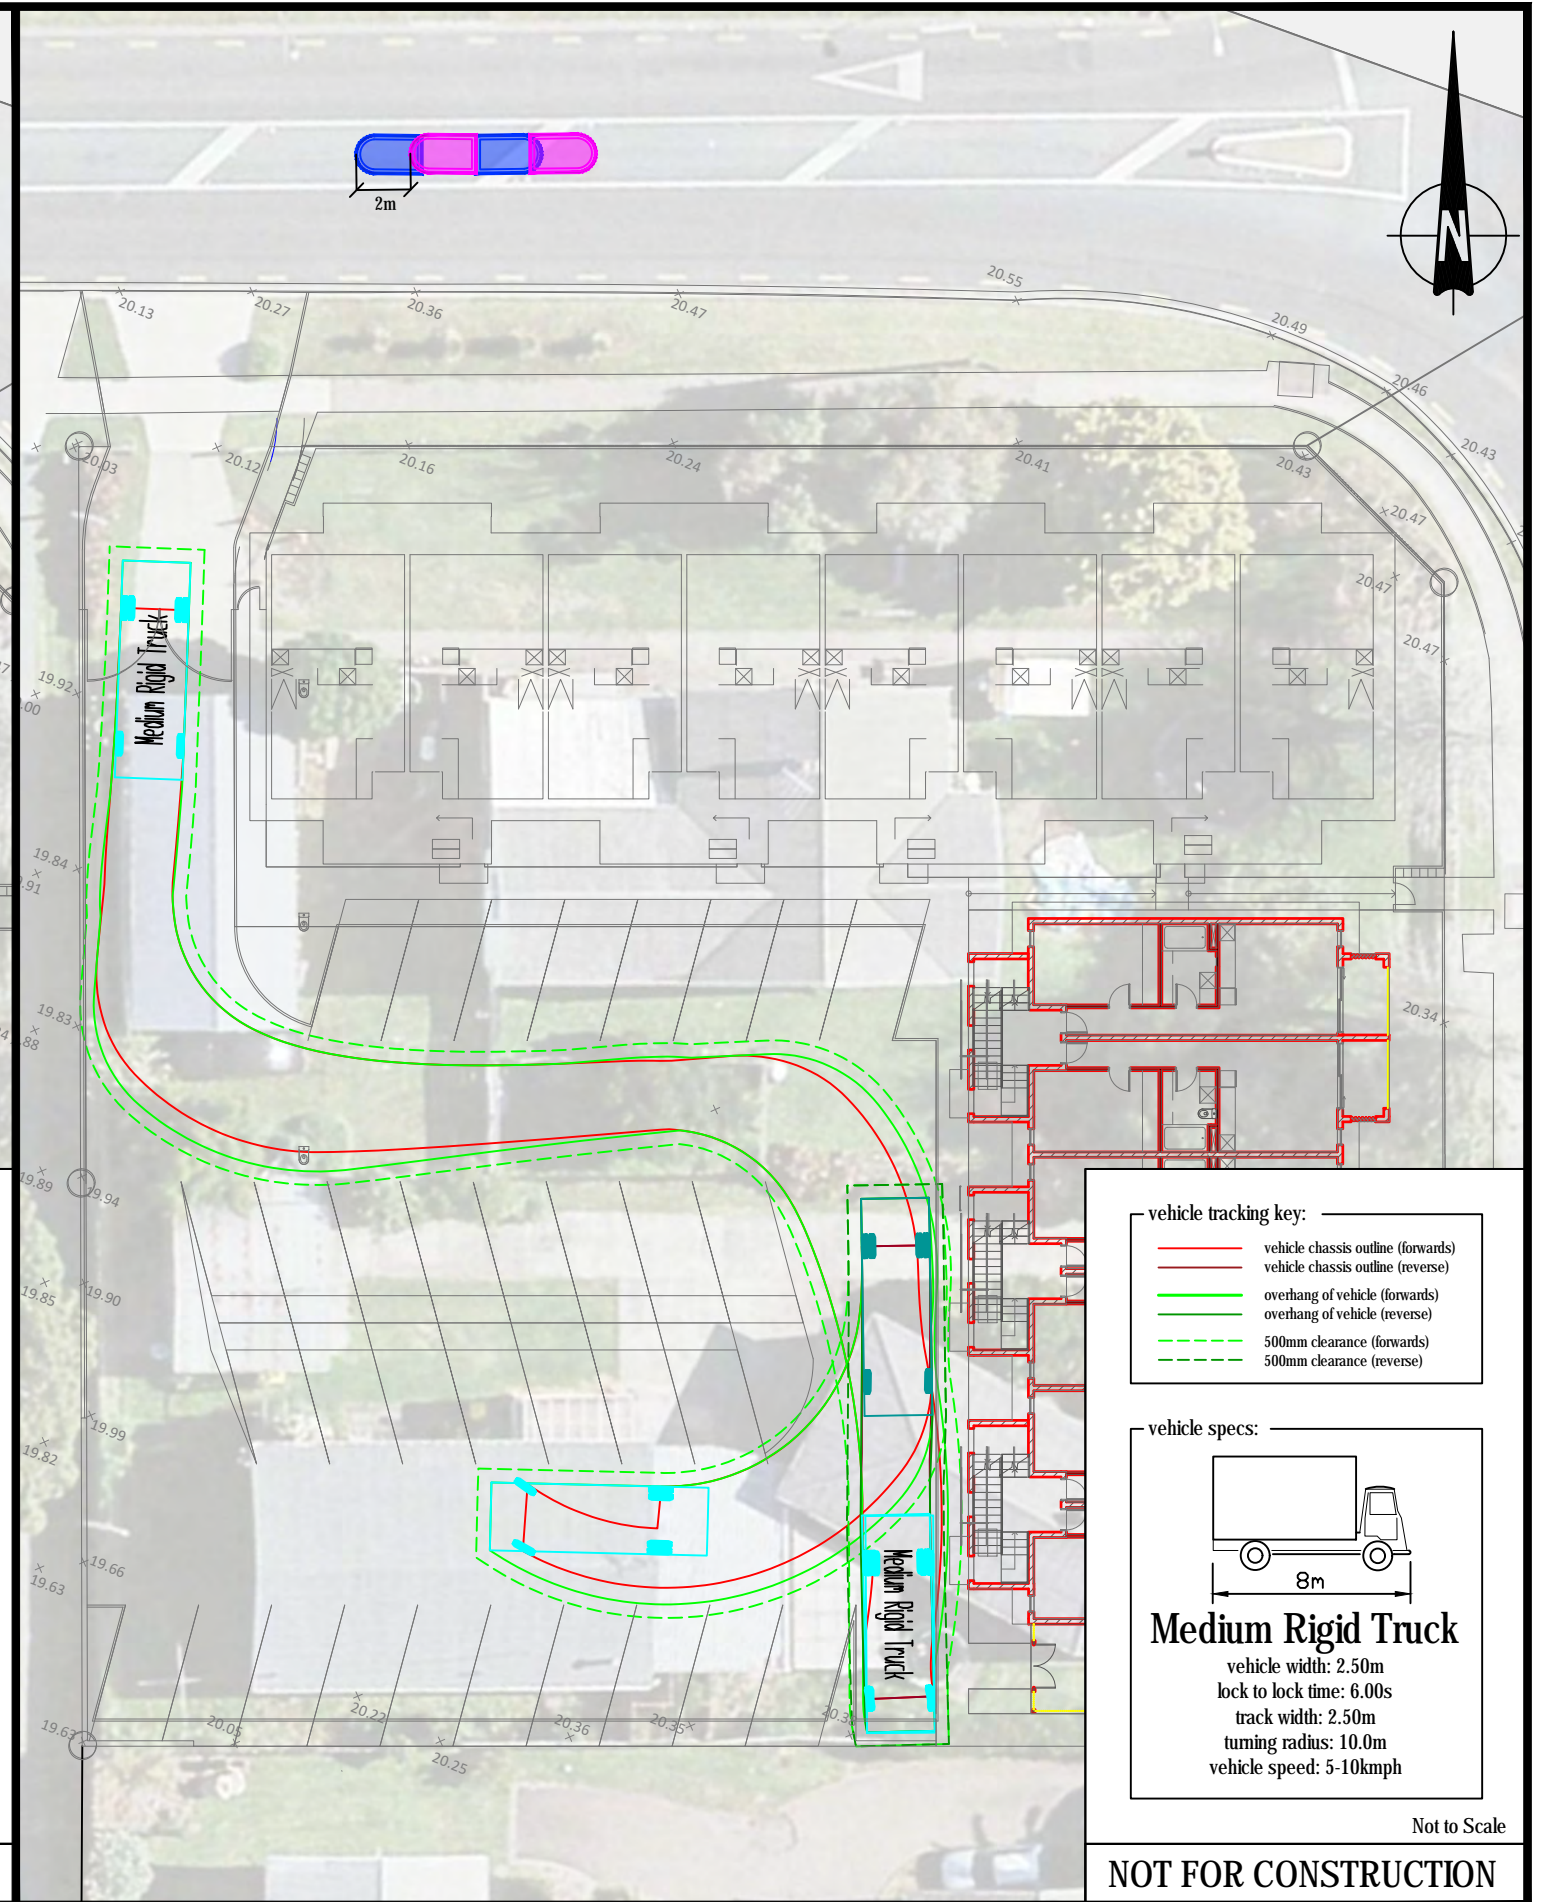 2m
N
20.55
20.13
20.27
20.36
20.47
20.49
20.46
20.43
20.03
20.12
20.16
20.24
20.41
20.43
20.47
20.47
20.47
Medium Rigid Truck
19.92
.00
19.84
.91
19.83
.88
20.34
19.89
19.94
19.85
19.90
19.99
19.82
19.66
19.63
Medium Rigid Truck
19.63
20.05
20.22
20.25
20.36
20.35
vehicle tracking key:
vehicle chassis outline (forwards)
vehicle chassis outline (reverse)
overhang of vehicle (forwards)
overhang of vehicle (reverse)
500mm clearance (forwards)
500mm clearance (reverse)
vehicle specs:
8m
Medium Rigid Truck
vehicle width: 2.50m
lock to lock time: 6.00s
track width: 2.50m
turning radius: 10.0m
vehicle speed: 5-10kmph
Not to Scale
NOT FOR CONSTRUCTION